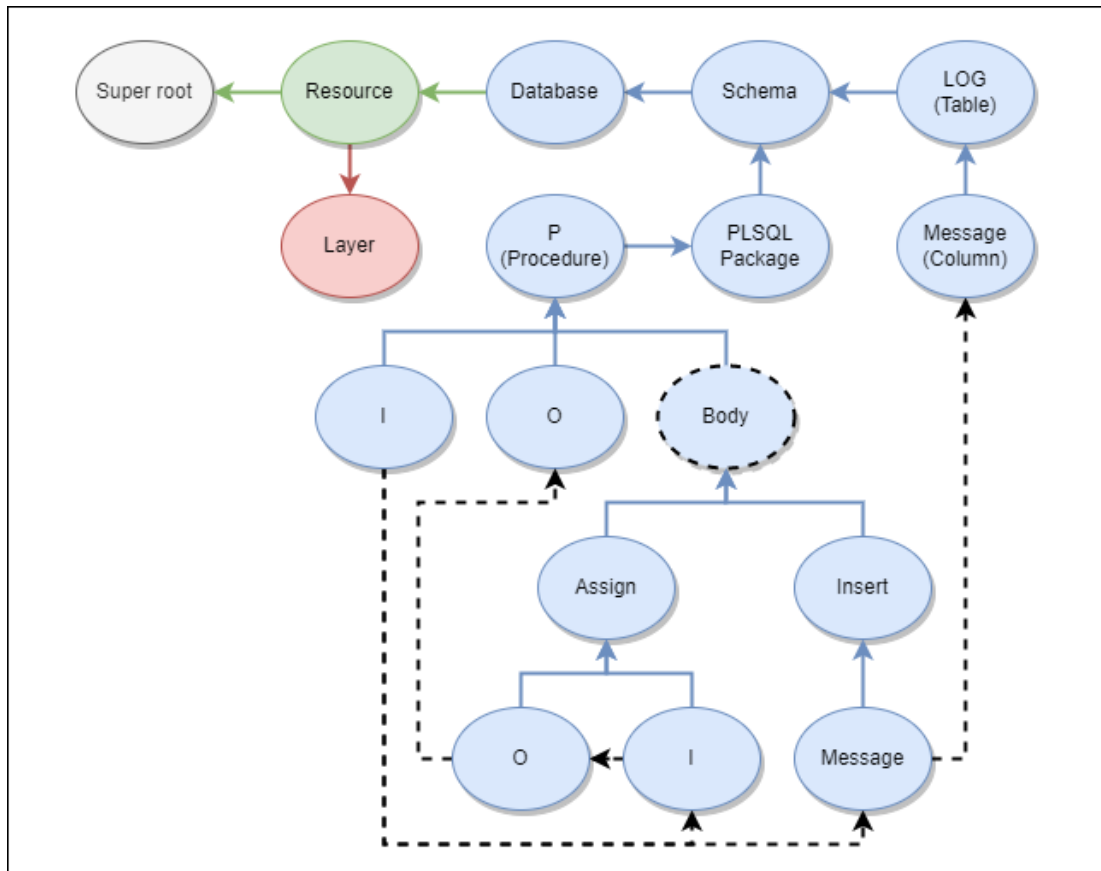 Super root
Resource
Database
Schema
LOG
(Table)
Layer
P
(Procedure)
PLSQL
Package
Message
(Column)
I
O
Body
Assign
Insert
O
I
Message